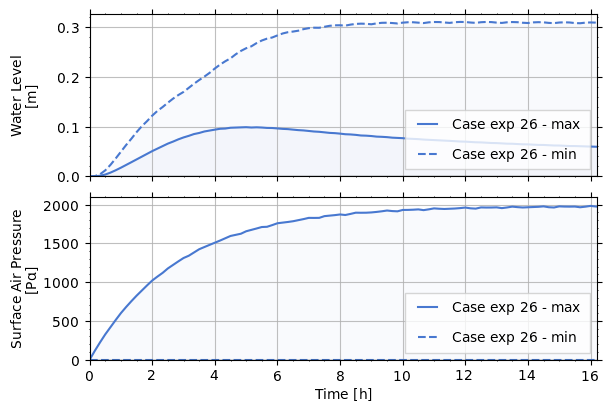 0.3
0.2
0.1
0.0
Water Level
[m]
Case exp 26 - max
Case exp 26 - min
2000
1500
1000
500
0
Surface Air Pressure
[Pa]
Case exp 26 - max
Case exp 26 - min
0 2 4 6 8 10 12 14 16
Time [h]